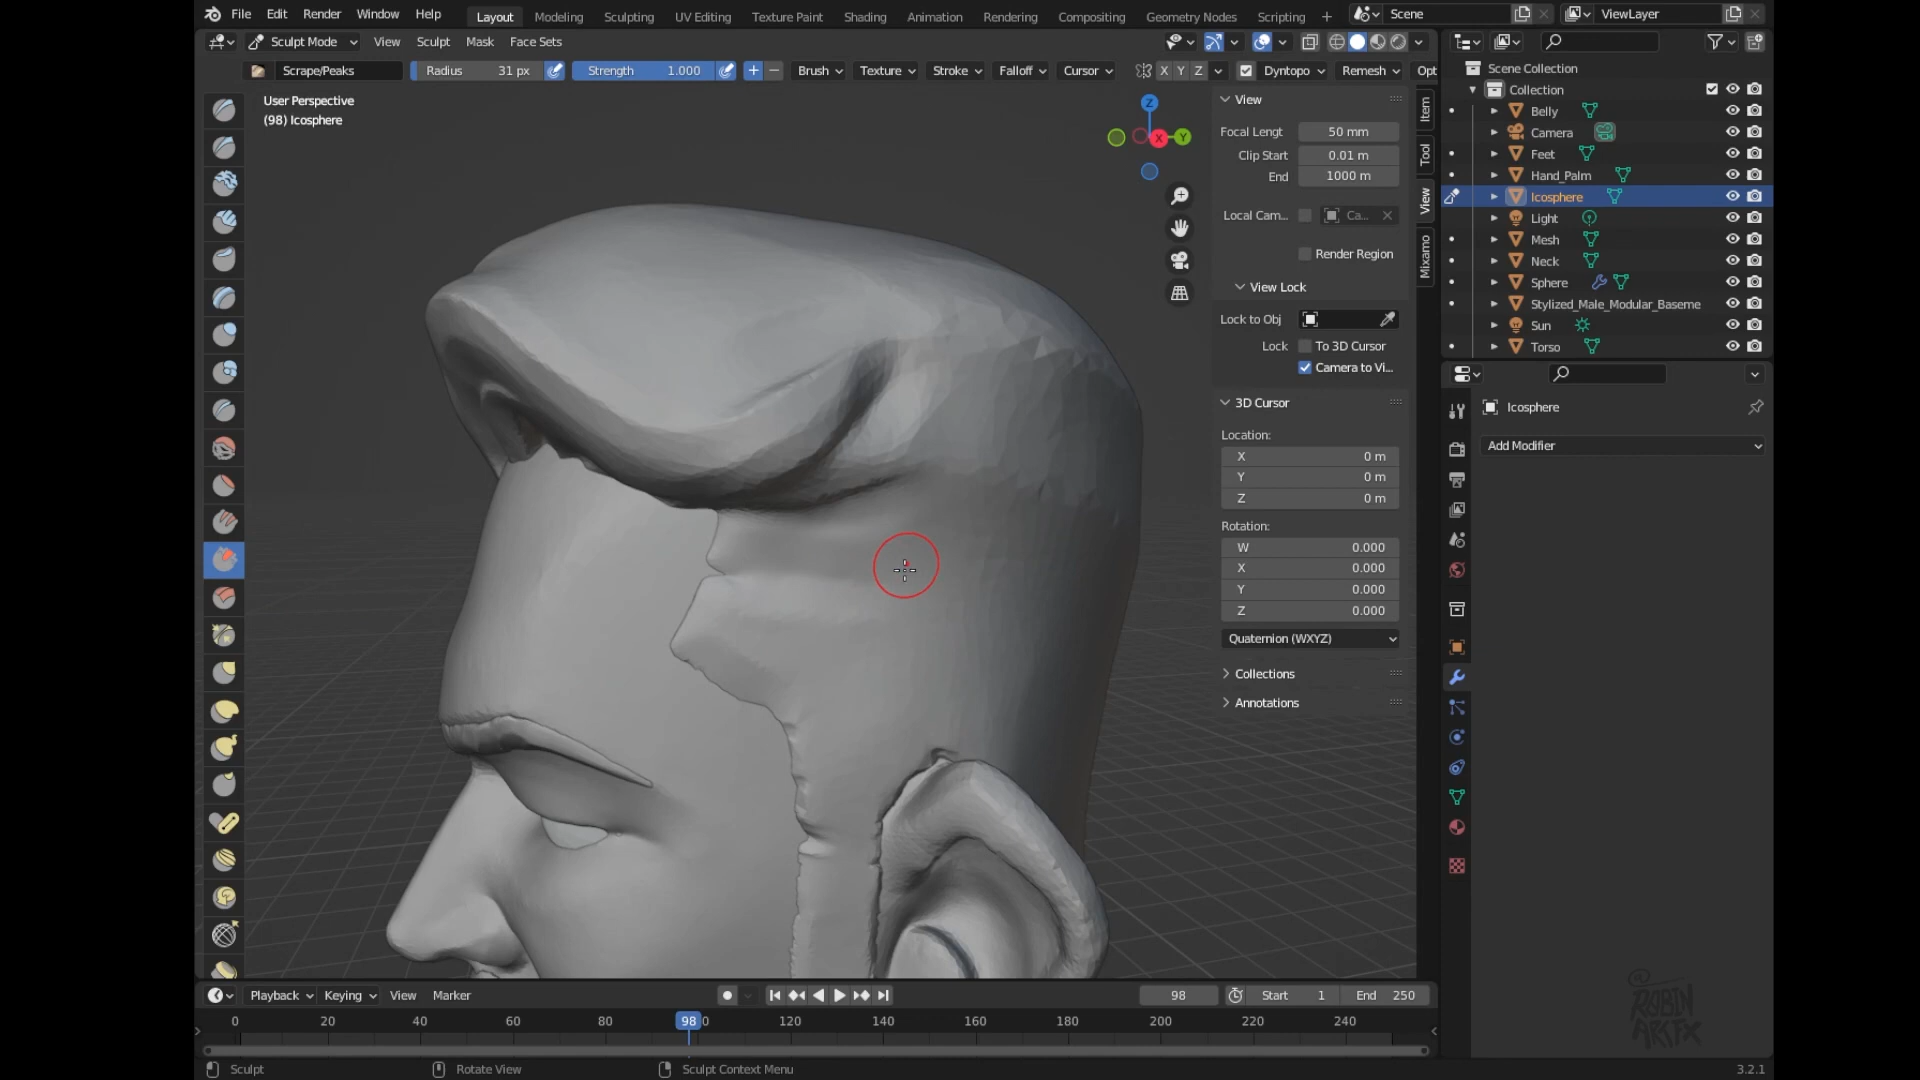 File Edit Render Window Help Layout Modeling Sculpting UV Editing Texture Paint Shading Animation Rendering Compositing Geometry Nodes Scripting + Scene ViewLayer
Sculpt Mode View Sculpt Mask Face Sets
Scrape/Peaks Radius 31 px Strength 1.000 Brush Texture Stroke Falloff Cursor X Y Z Dyntopo Remesh Opt
User Perspective
(98) Icosphere
Z
X
Y
View
Focal Lengt 50 mm
Clip Start 0.01 m
End 1000 m
Local Cam... Ca...
Render Region
View Lock
Lock to Obj
Lock To 3D Cursor
Camera to Vi...
3D Cursor
Location:
X 0 m
Y 0 m
Z 0 m
Rotation:
W 0.000
X 0.000
Y 0.000
Z 0.000
Quaternion (WXYZ)
Collections
Annotations
Item
Tool
View
Mixamo
Scene Collection
Collection
Belly
Camera
Feet
Hand_Palm
Icosphere
Light
Mesh
Neck
Sphere
Stylized_Male_Modular_Baseme
Sun
Torso
Icosphere
Add Modifier
Playback Keying View Marker 98 Start 1 End 250
0 20 40 60 80 98 0 120 140 160 180 200 220 240
Sculpt Rotate View Sculpt Context Menu 3.2.1
@
RUBIN
ARTFX